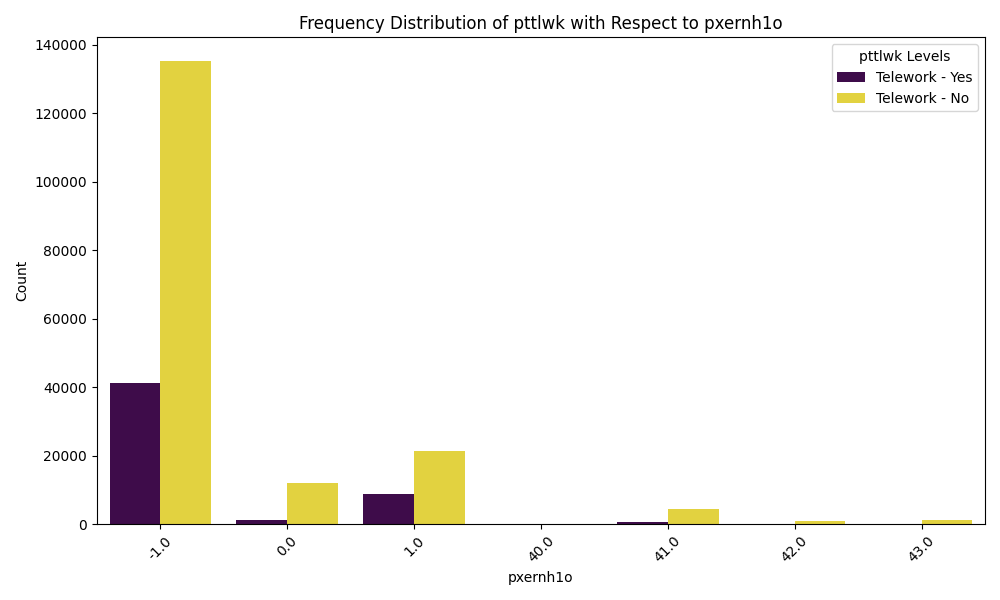 Frequency Distribution of pttlwk with Respect to pxernh1o
pttlwk Levels
Telework - Yes
Telework - No
Count
140000
120000
100000
80000
60000
40000
20000
0
-1.0
0.0
1.0
40.0
41.0
42.0
43.0
pxernh1o